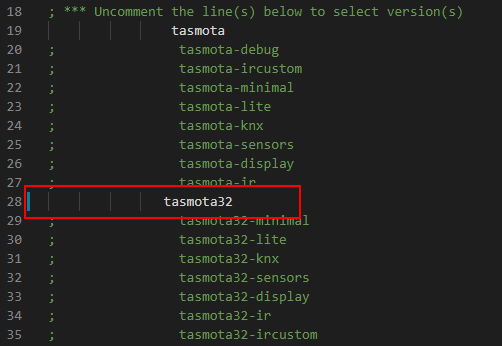 18 ; *** Uncomment the line(s) below to select version(s)
19 tasmota
20 ; tasmota-debug
21 ; tasmota-ircustom
22 ; tasmota-minimal
23 ; tasmota-lite
24 ; tasmota-knx
25 ; tasmota-sensors
26 ; tasmota-display
27 ; tasmota-ir
28 tasmota32
29 ; tasmota32-minimal
30 ; tasmota32-lite
31 ; tasmota32-knx
32 ; tasmota32-sensors
33 ; tasmota32-display
34 ; tasmota32-ir
35 ; tasmota32-ircustom